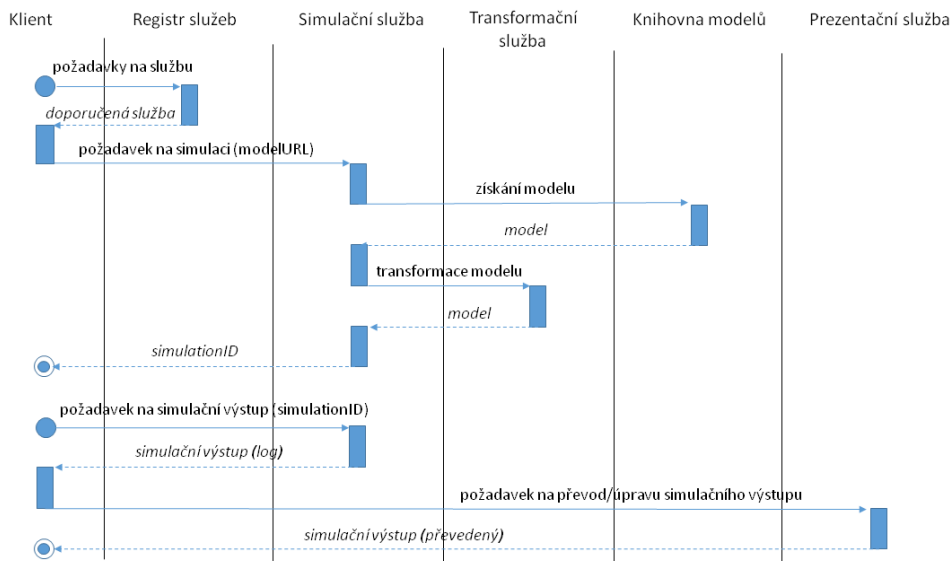 Klient
Registr služeb
Simulační služba
Transformační
služba
Knihovna modelů
Prezentační služba
požadavky na službu
doporučená služba
požadavek na simulaci (modelURL)
získání modelu
model
transformace modelu
model
simulationID
požadavek na simulační výstup (simulationID)
simulační výstup (log)
požadavek na převod/úpravu simulačního výstupu
simulační výstup (převedený)